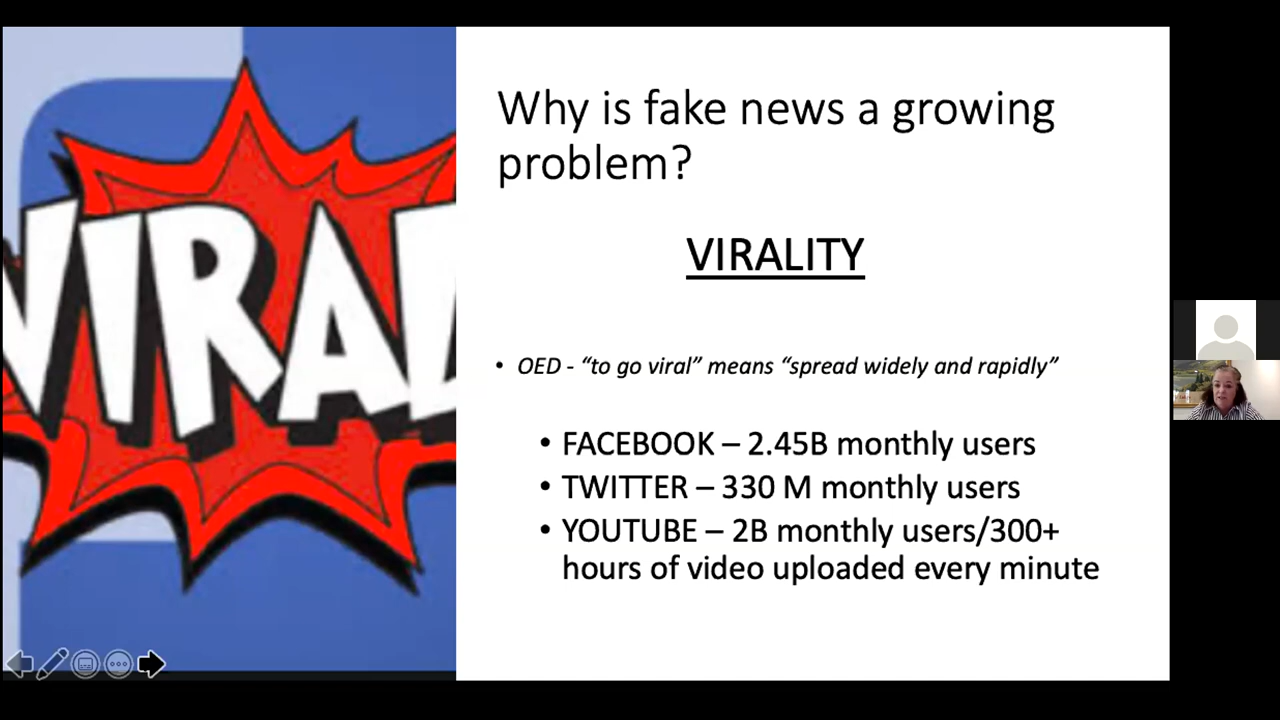 VIRAL
Why is fake news a growing
problem?
VIRALITY
• OED - “to go viral” means “spread widely and rapidly”
• FACEBOOK – 2.45B monthly users
• TWITTER – 330 M monthly users
• YOUTUBE – 2B monthly users/300+
hours of video uploaded every minute